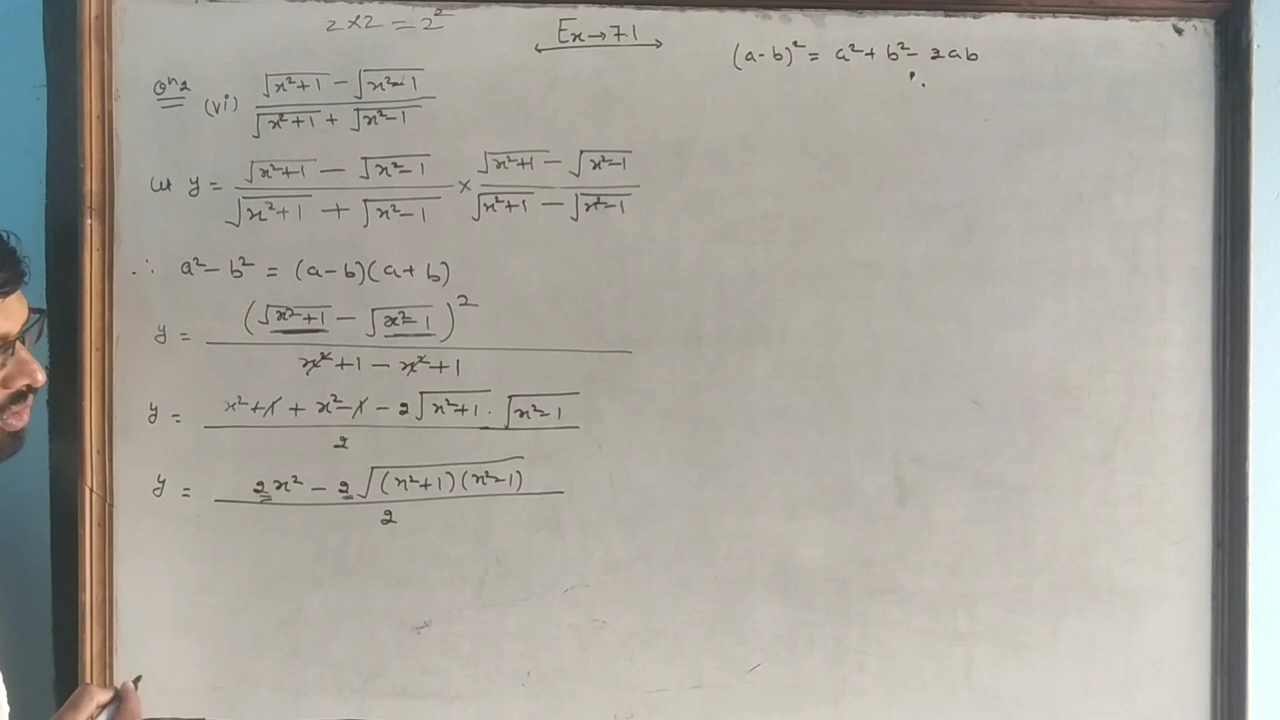 2 × 2 = 2²
Ex → 7.1
(a-b)² = a² + b² - 2ab
Qn 2 (vi) (√(x²+1) - √(x²-1)) / (√(x²+1) + √(x²-1))
let y = (√(x²+1) - √(x²-1)) / (√(x²+1) + √(x²-1)) × (√(x²+1) - √(x²-1)) / (√(x²+1) - √(x²-1))
∴ a² - b² = (a-b)(a+b)
y = (√(x²+1) - √(x²-1))² / (x²+1 - x²+1)
y = (x²+1 + x²-1 - 2√(x²+1) · √(x²-1)) / 2
y = (2x² - 2√((x²+1)(x²-1))) / 2